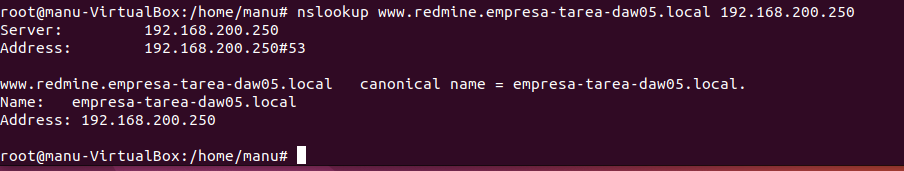 root@manu-VirtualBox:/home/manu# nslookup www.redmine.empresa-tarea-daw05.local 192.168.200.250
Server:         192.168.200.250
Address:        192.168.200.250#53
www.redmine.empresa-tarea-daw05.local   canonical name = empresa-tarea-daw05.local.
Name:   empresa-tarea-daw05.local
Address: 192.168.200.250
root@manu-VirtualBox:/home/manu#